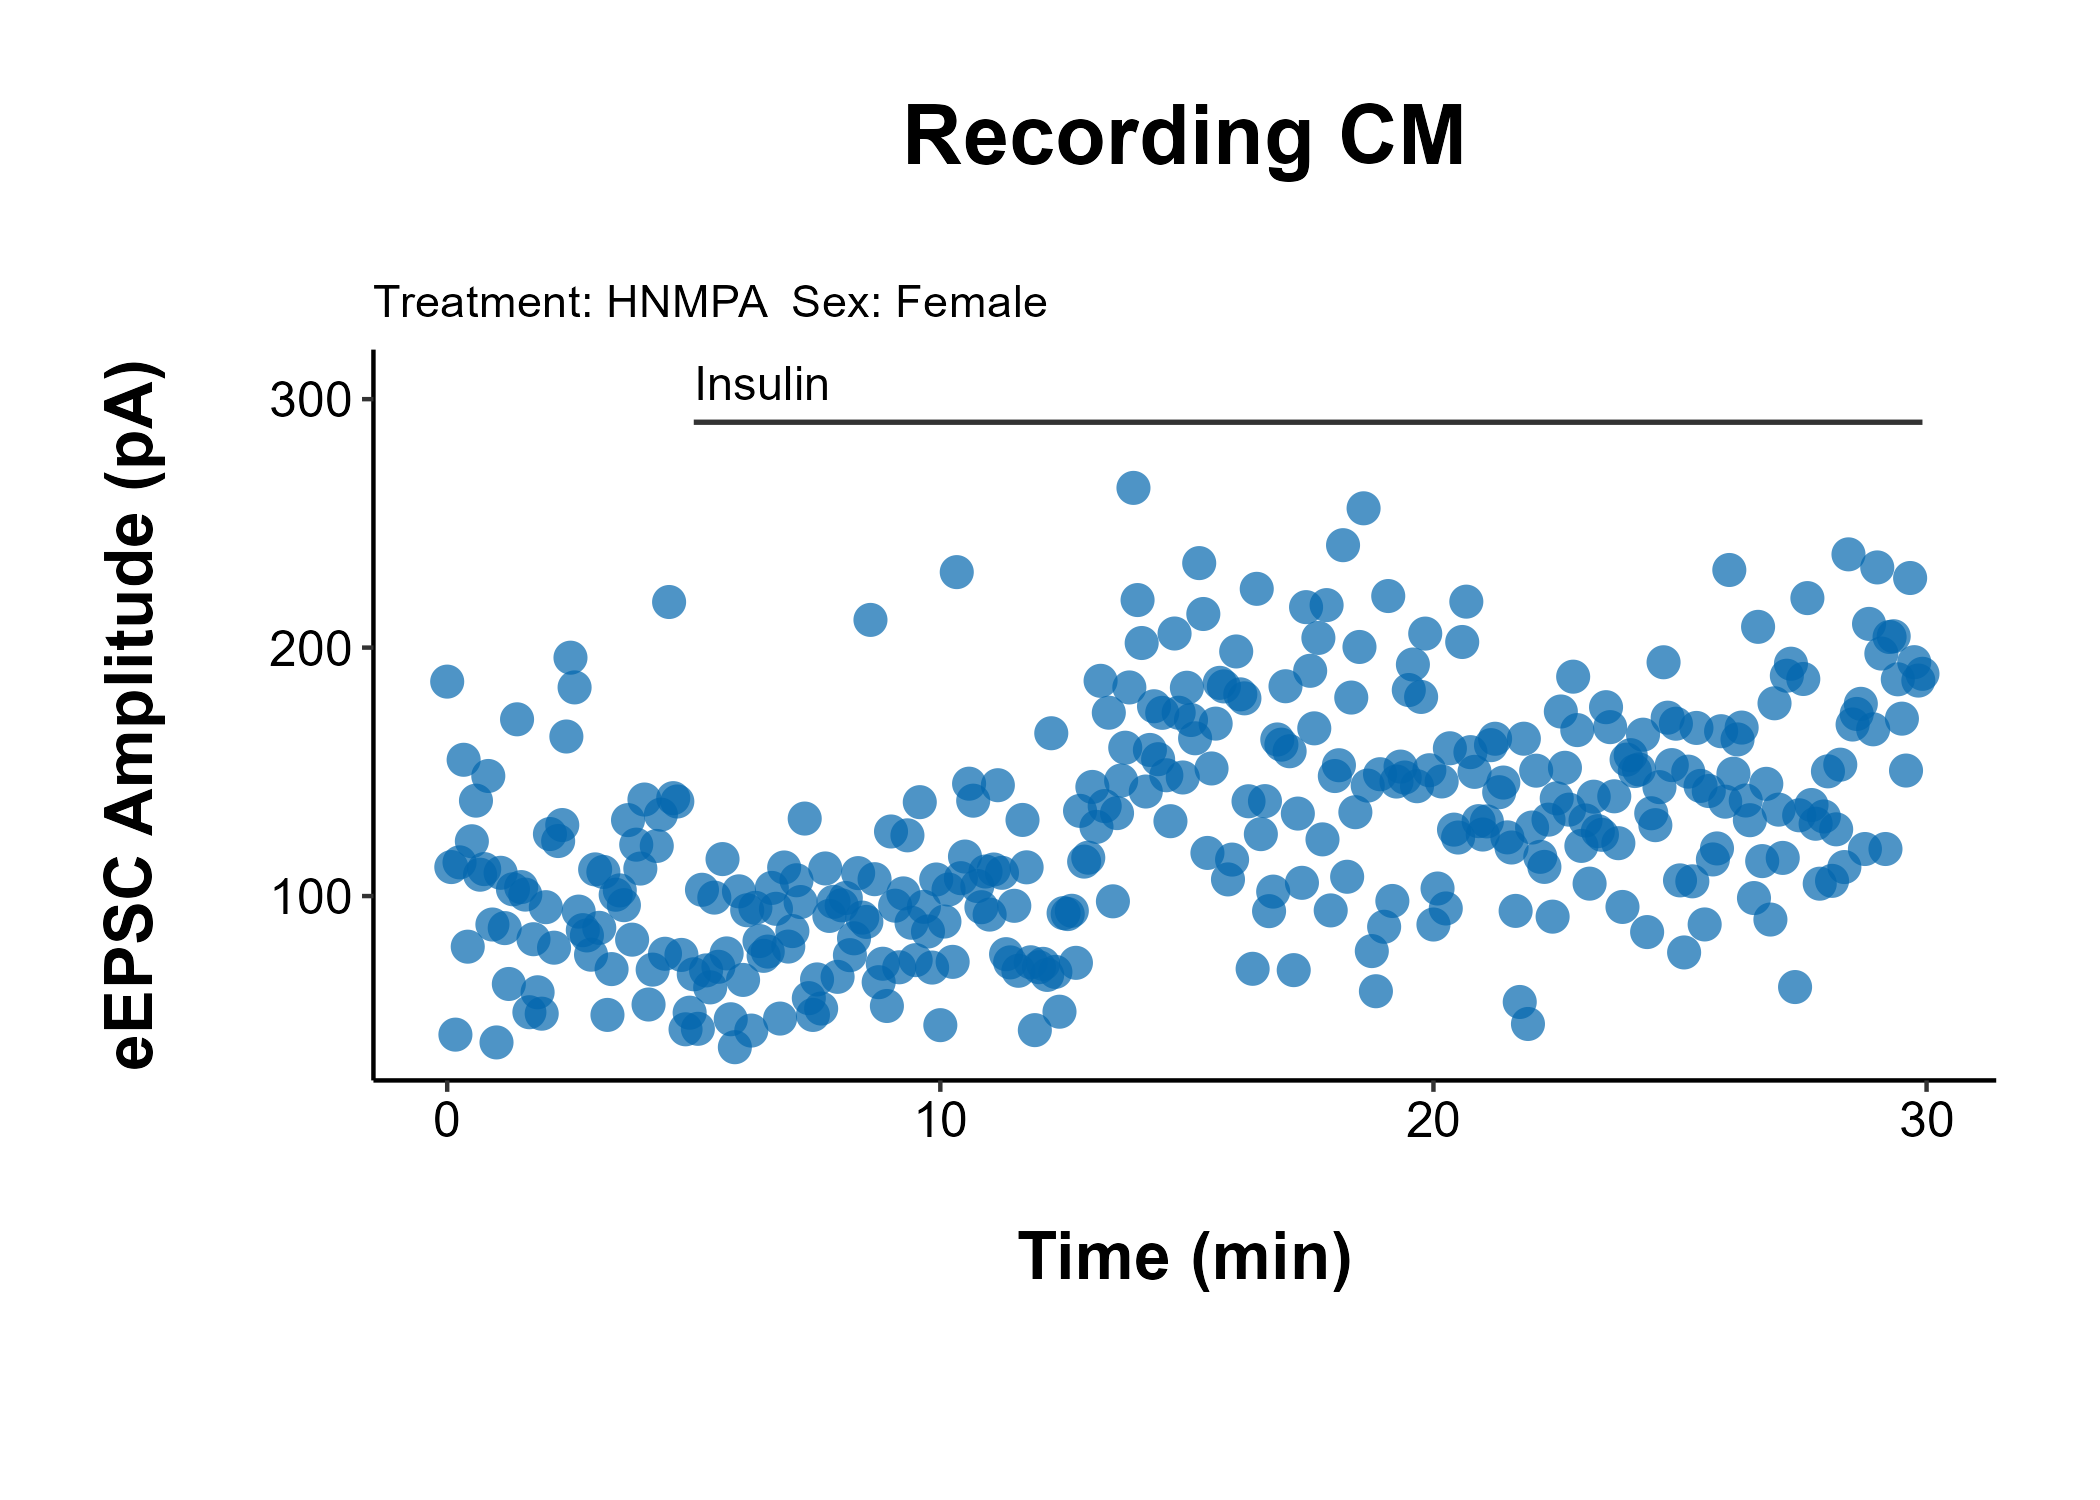 Recording CM
Treatment: HNMPA  Sex: Female
Insulin
eEPSC Amplitude (pA)
300
200
100
0
10
20
30
Time (min)